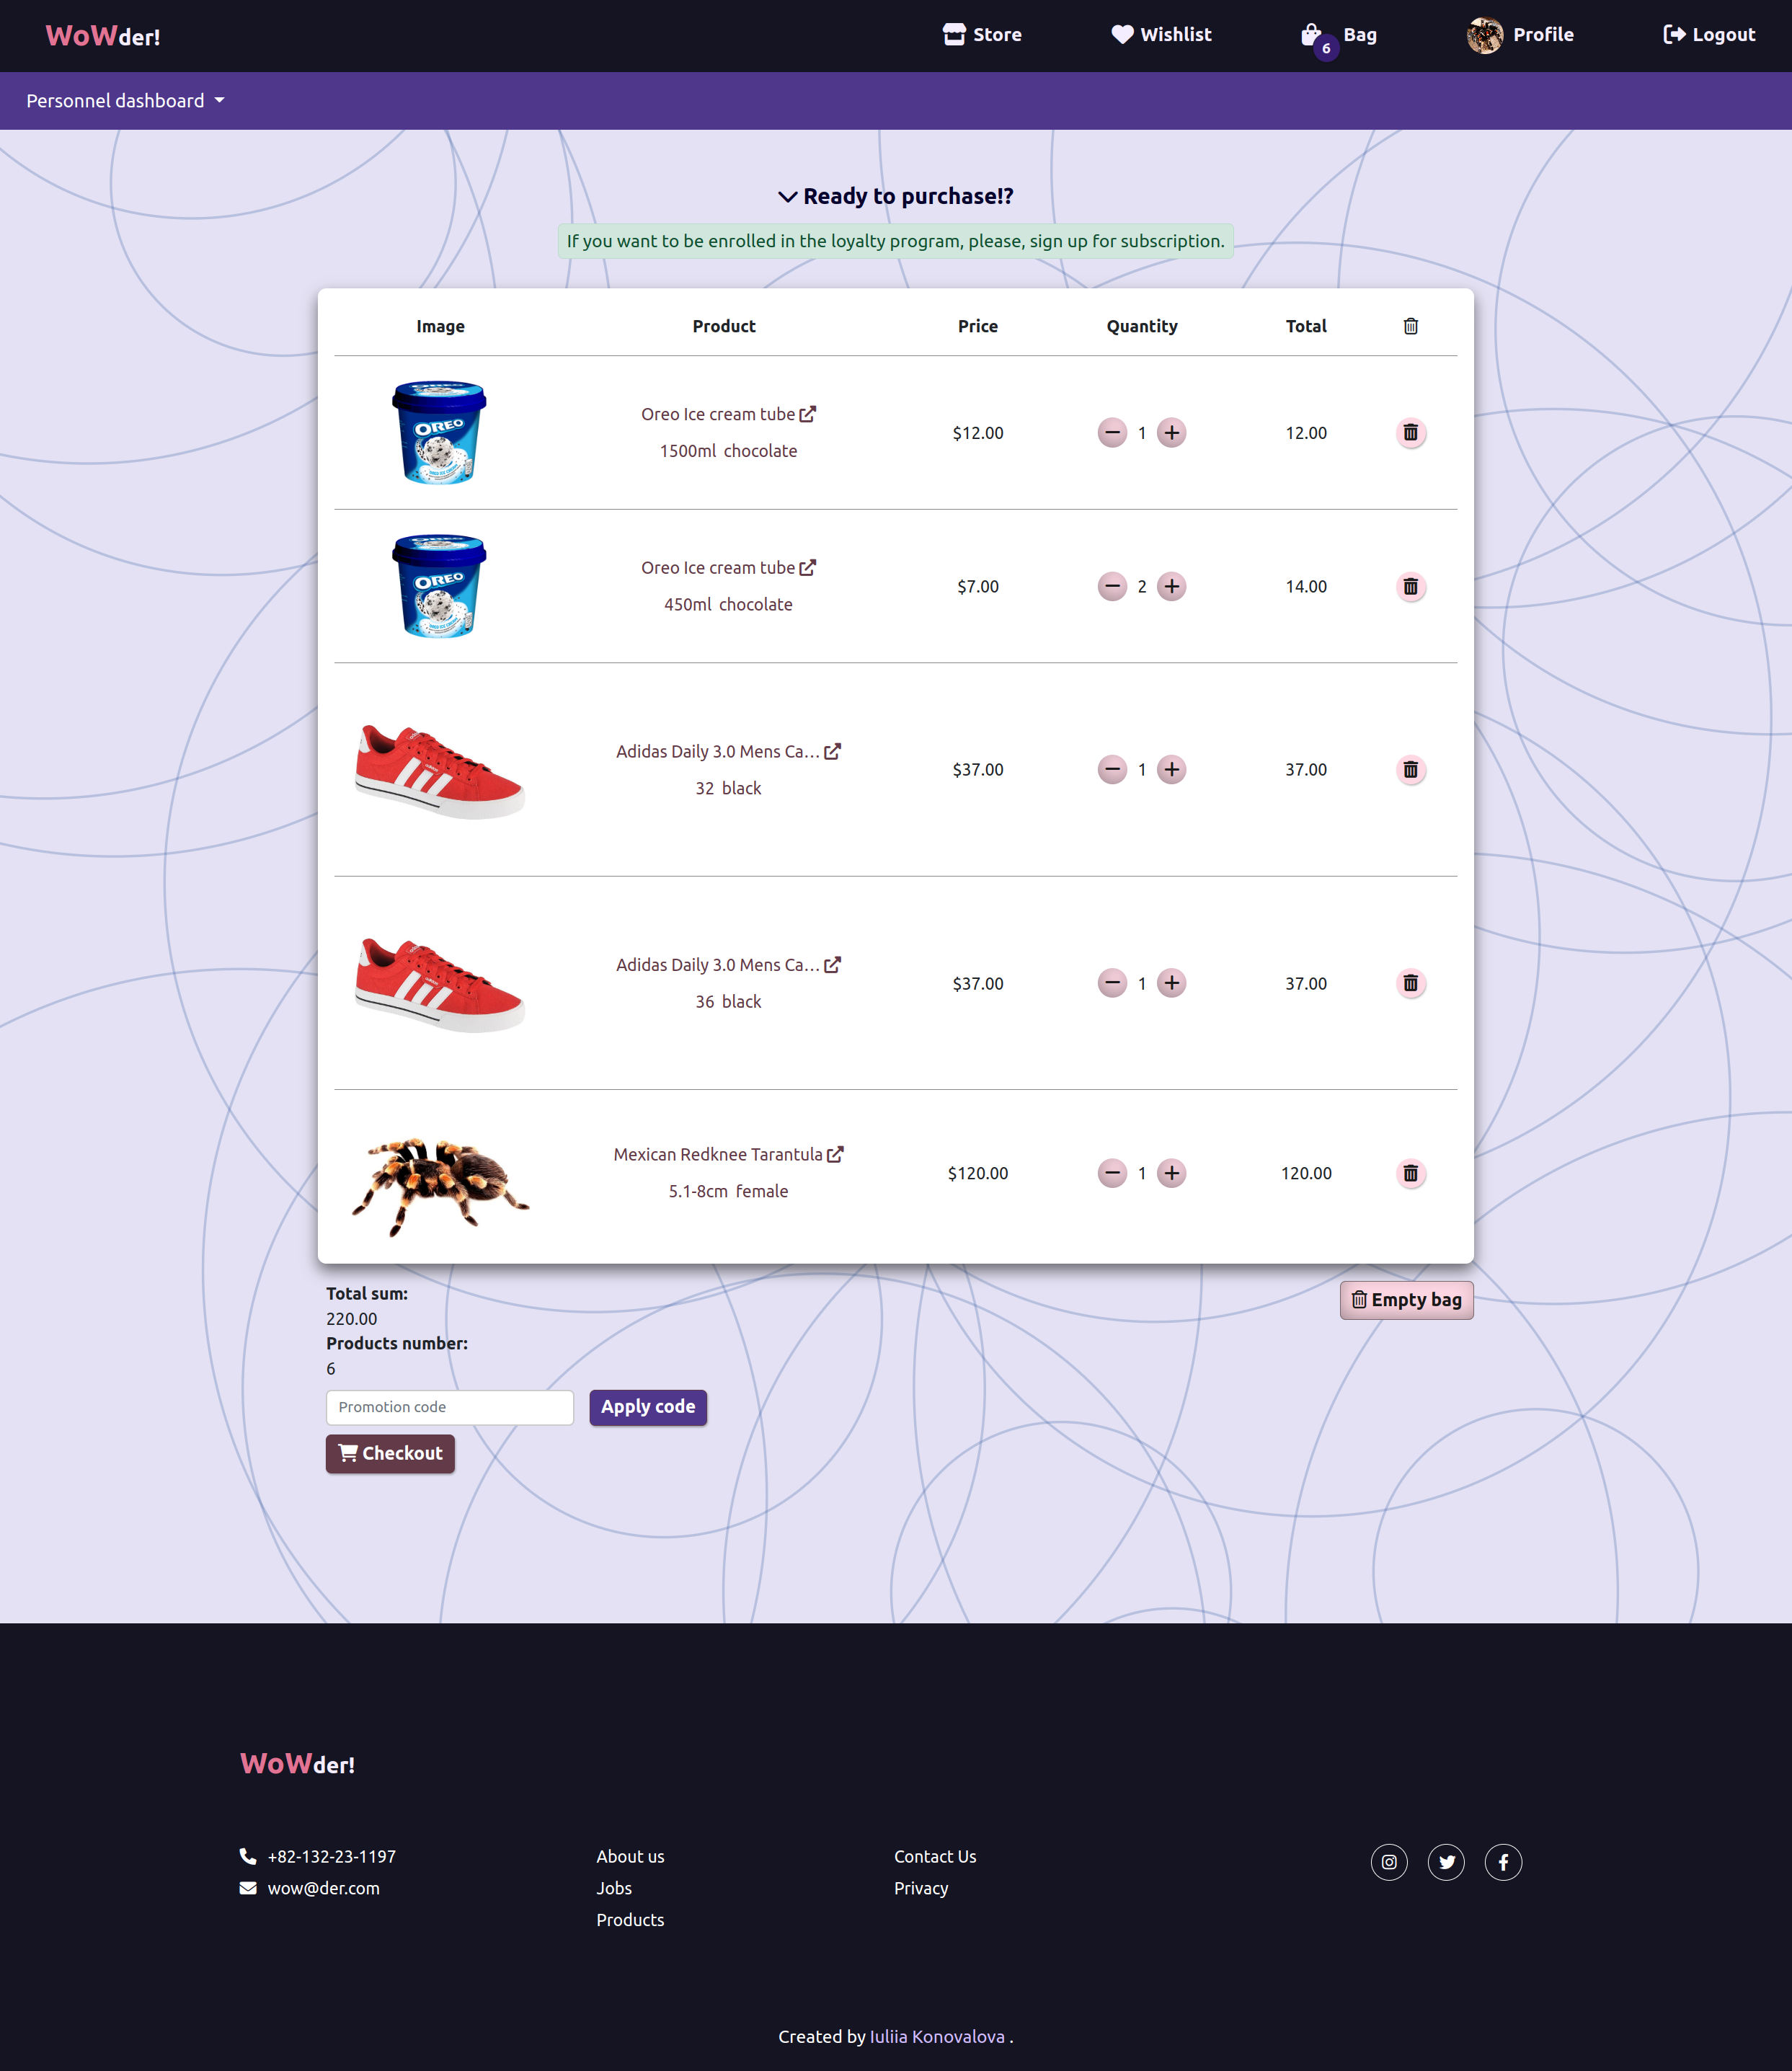 WoWder!
Store
Wishlist
6
Bag
Profile
Logout
Personnel dashboard
Ready to purchase!?
If you want to be enrolled in the loyalty program, please, sign up for subscription.
Image Product Price Quantity Total
OREO
Oreo Ice cream tube
1500ml chocolate
$12.00
1
12.00
OREO
Oreo Ice cream tube
450ml chocolate
$7.00
2
14.00
Adidas Daily 3.0 Mens Ca...
32 black
$37.00
1
37.00
Adidas Daily 3.0 Mens Ca...
36 black
$37.00
1
37.00
Mexican Redknee Tarantula
5.1-8cm female
$120.00
1
120.00
Total sum:
220.00
Products number:
6
Empty bag
Promotion code
Apply code
Checkout
WoWder!
+82-132-23-1197
wow@der.com
About us
Jobs
Products
Contact Us
Privacy
Created by Iuliia Konovalova .